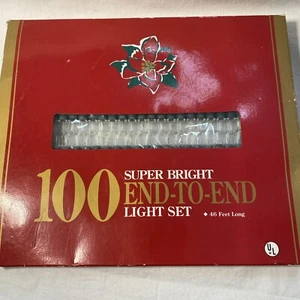 100
SUPER BRIGHT
END-TO-END
LIGHT SET
♦ 46 Feet Long
UL